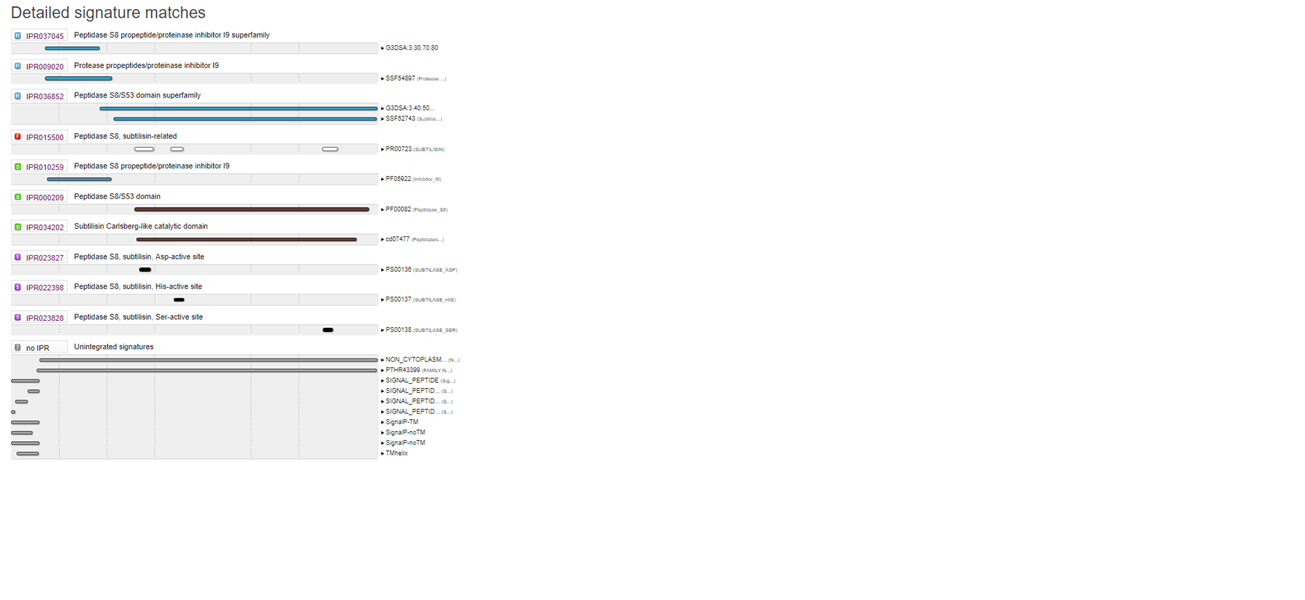 Detailed signature matches
H IPR037045 Peptidase S8 propeptide/proteinase inhibitor I9 superfamily
▸ G3DSA:3.30.70.80
H IPR009020 Protease propeptides/proteinase inhibitor I9
▸ SSF54897 (Protease ...)
H IPR036852 Peptidase S8/S53 domain superfamily
▸ G3DSA:3.40.50...
▸ SSF52743 (Subtilis...)
F IPR015500 Peptidase S8, subtilisin-related
▸ PR00723 (SUBTILISIN)
D IPR010259 Peptidase S8 propeptide/proteinase inhibitor I9
▸ PF05922 (Inhibitor_I9)
D IPR000209 Peptidase S8/S53 domain
▸ PF00082 (Peptidase_S8)
D IPR034202 Subtilisin Carlsberg-like catalytic domain
▸ cd07477 (Peptidases...)
S IPR023827 Peptidase S8, subtilisin, Asp-active site
▸ PS00136 (SUBTILASE_ASP)
S IPR022398 Peptidase S8, subtilisin, His-active site
▸ PS00137 (SUBTILASE_HIS)
S IPR023828 Peptidase S8, subtilisin, Ser-active site
▸ PS00138 (SUBTILASE_SER)
? no IPR Unintegrated signatures
▸ NON_CYTOPLASM... (N...)
▸ PTHR43399 (FAMILY N...)
▸ SIGNAL_PEPTIDE (Sig...)
▸ SIGNAL_PEPTID... (S...)
▸ SIGNAL_PEPTID... (S...)
▸ SIGNAL_PEPTID... (S...)
▸ SignalP-TM
▸ SignalP-noTM
▸ SignalP-noTM
▸ TMhelix